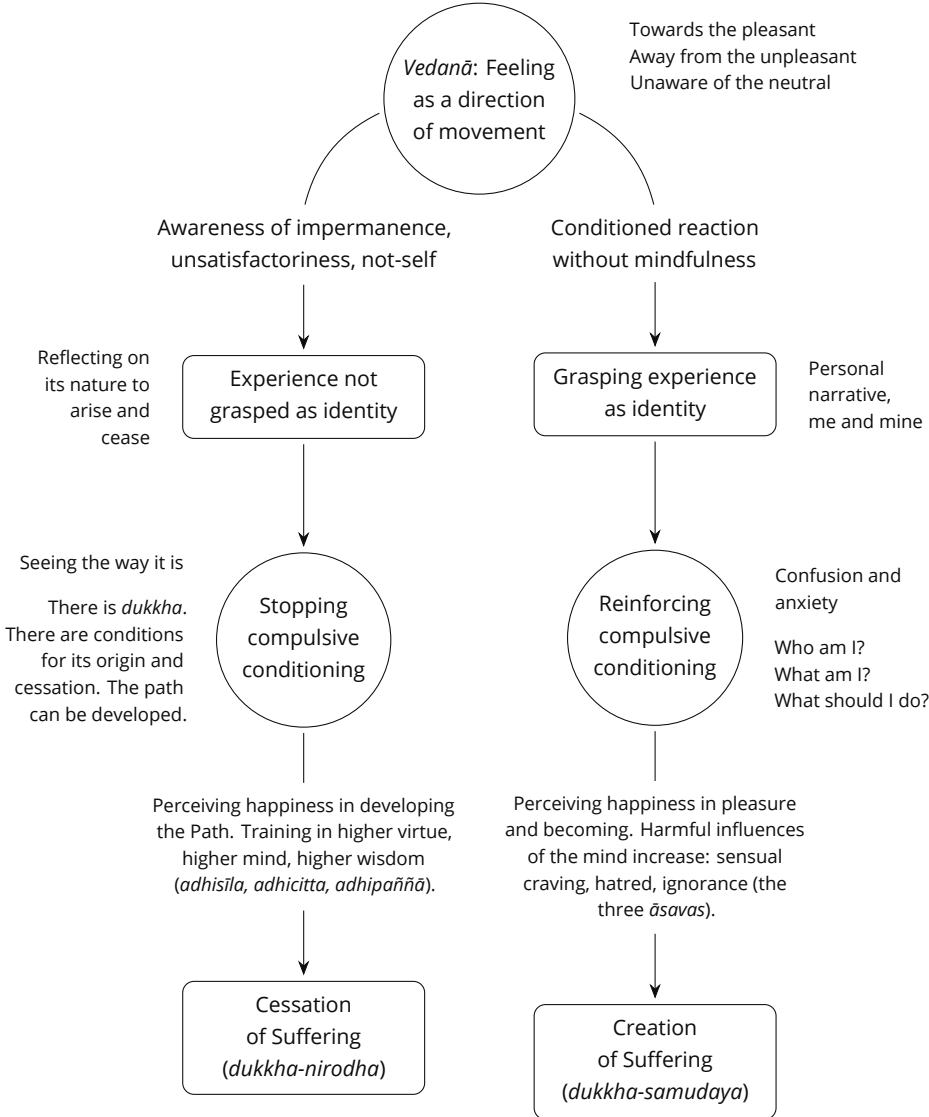 Vedanā: Feeling
as a direction
of movement
Towards the pleasant
Away from the unpleasant
Unaware of the neutral
Awareness of impermanence,
unsatisfactoriness, not-self
Conditioned reaction
without mindfulness
Reflecting on
its nature to
arise and
cease
Experience not
grasped as identity
Grasping experience
as identity
Personal
narrative,
me and mine
Seeing the way it is
There is dukkha.
There are conditions
for its origin and
cessation. The path
can be developed.
Stopping
compulsive
conditioning
Reinforcing
compulsive
conditioning
Confusion and
anxiety
Who am I?
What am I?
What should I do?
Perceiving happiness in developing
the Path. Training in higher virtue,
higher mind, higher wisdom
(adhisīla, adhicitta, adhipaññā).
Perceiving happiness in pleasure
and becoming. Harmful influences
of the mind increase: sensual
craving, hatred, ignorance (the
three āsavas).
Cessation
of Suffering
(dukkha-nirodha)
Creation
of Suffering
(dukkha-samudaya)